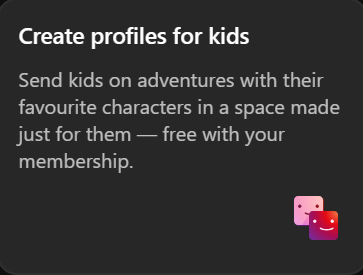 Create profiles for kids
Send kids on adventures with their
favourite characters in a space made
just for them — free with your
membership.